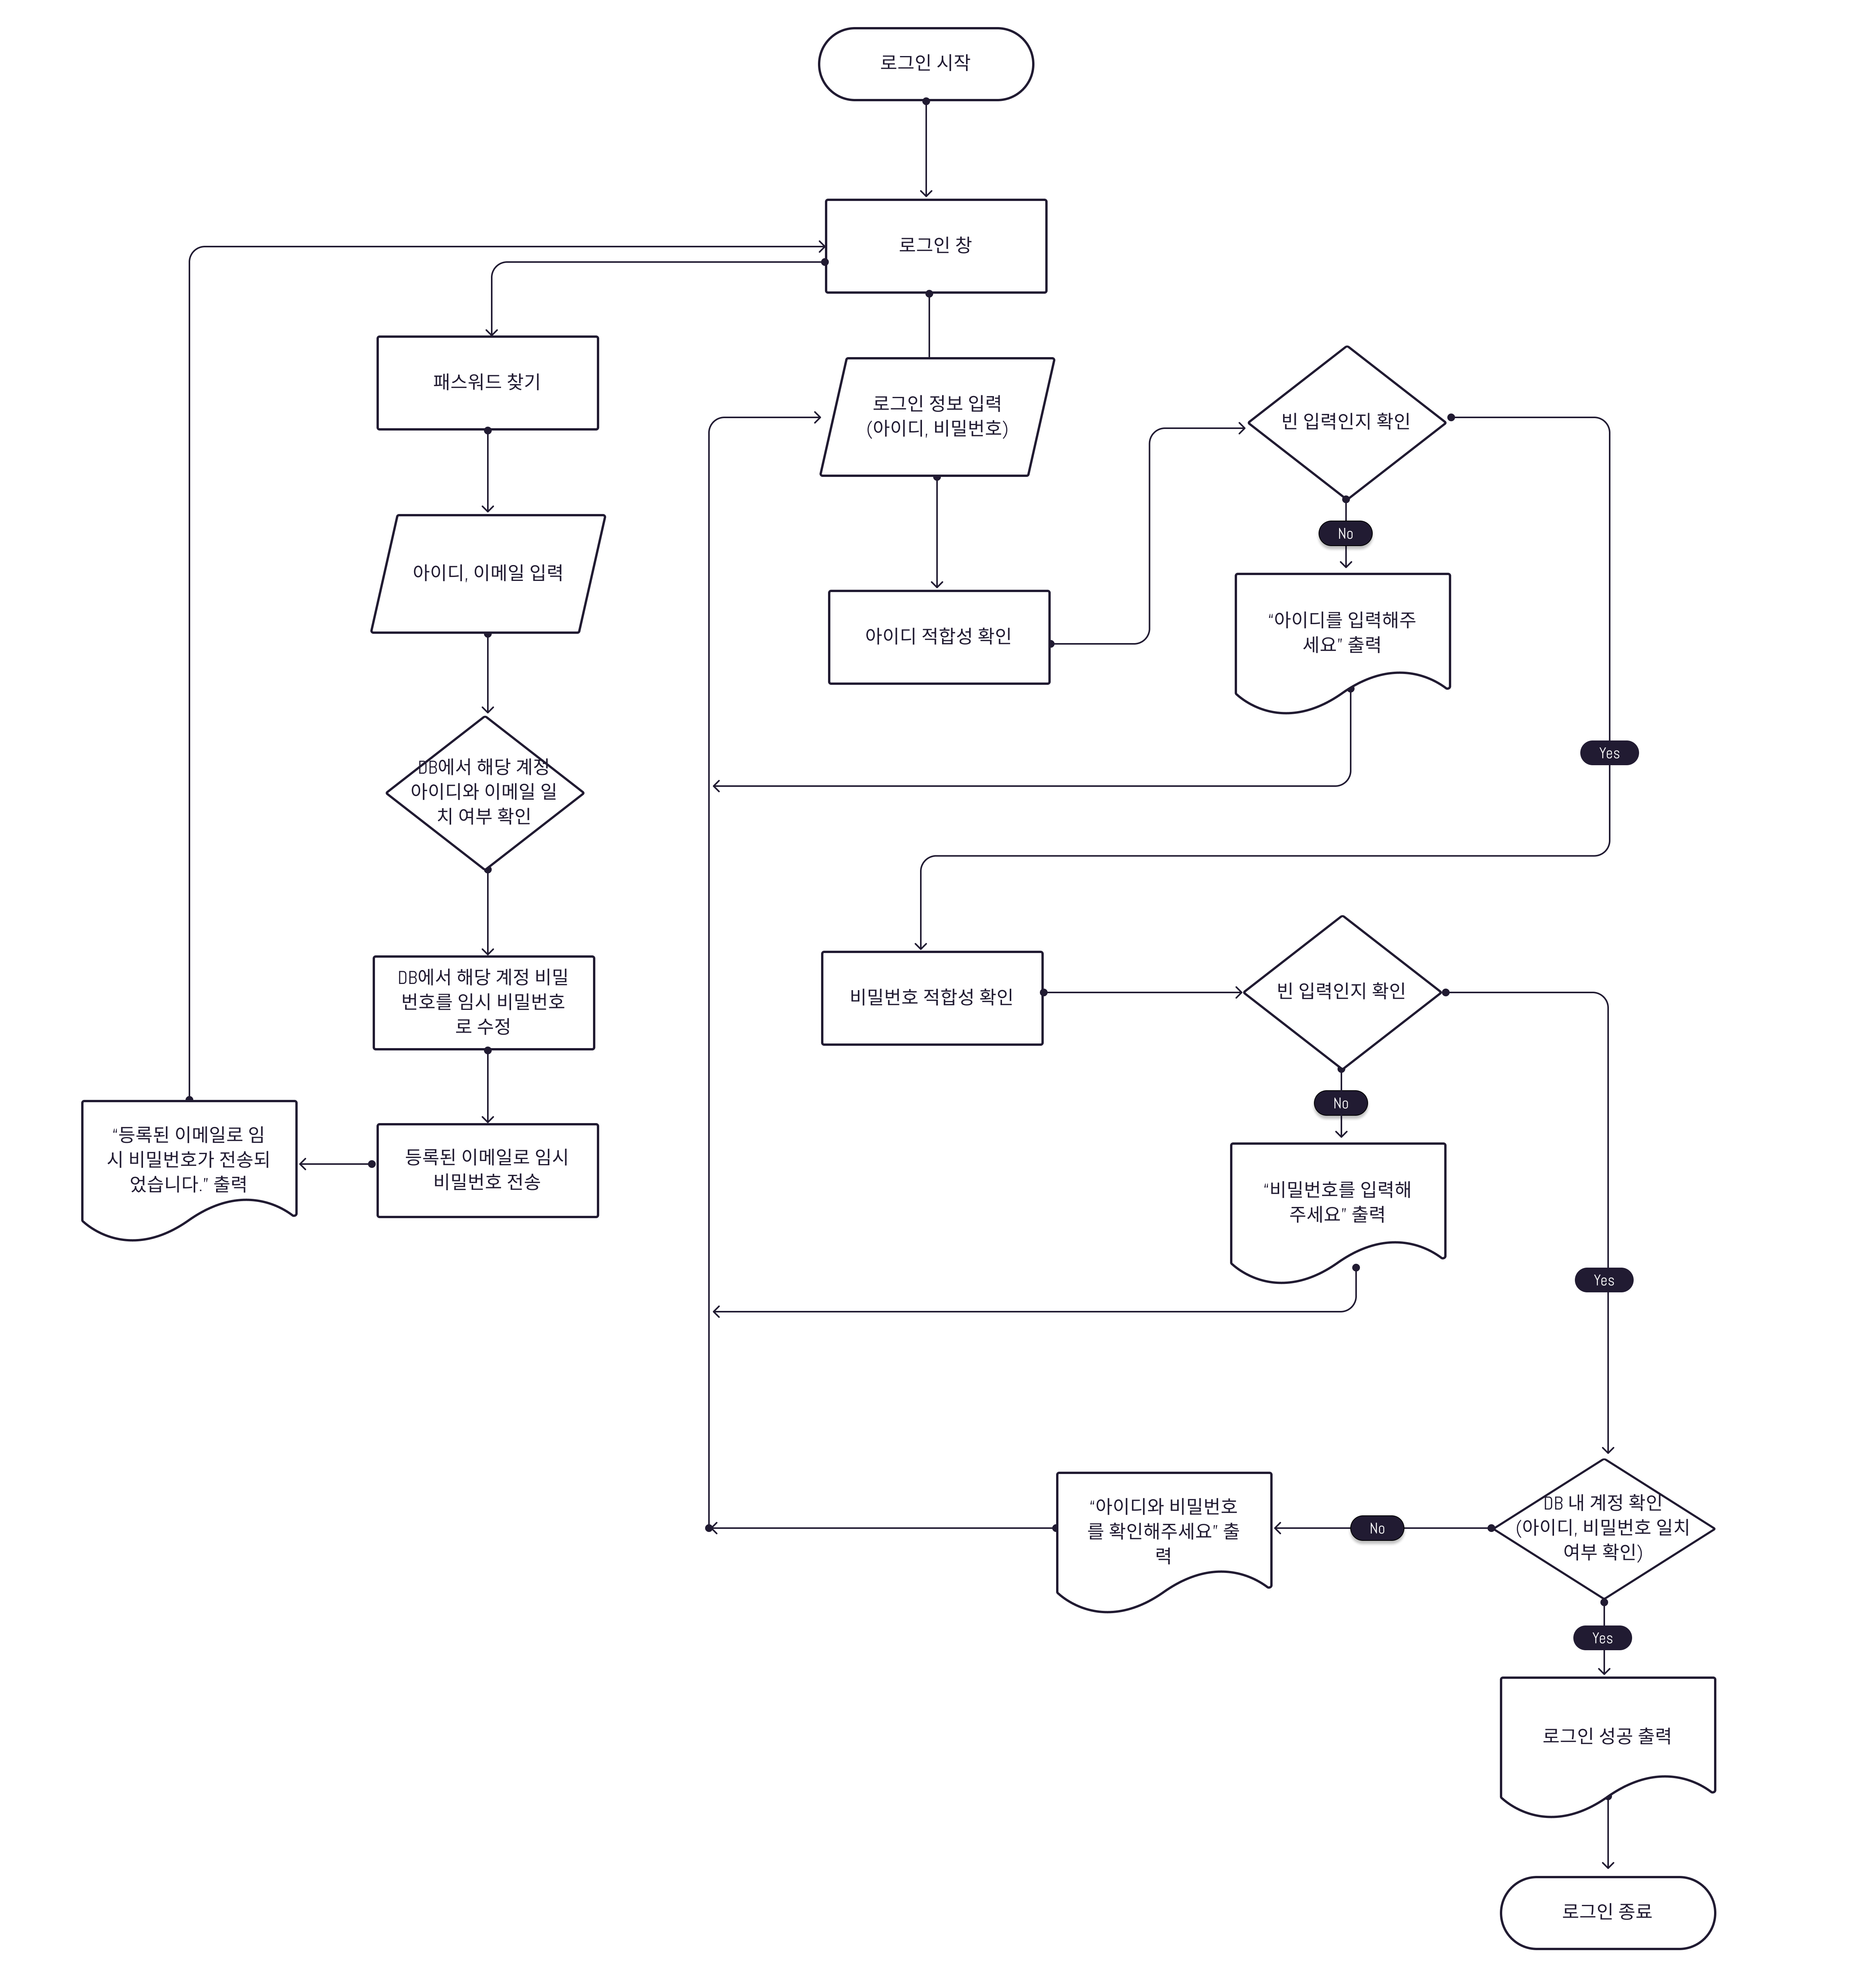 로그인 시작
로그인 창
패스워드 찾기
로그인 정보 입력
(아이디, 비밀번호)
빈 입력인지 확인
No
아이디, 이메일 입력
아이디 적합성 확인
“아이디를 입력해주
세요” 출력
Yes
DB에서 해당 계정
아이디와 이메일 일
치 여부 확인
DB에서 해당 계정 비밀
번호를 임시 비밀번호
로 수정
비밀번호 적합성 확인
빈 입력인지 확인
No
“등록된 이메일로 임
시 비밀번호가 전송되
었습니다.” 출력
등록된 이메일로 임시
비밀번호 전송
“비밀번호를 입력해
주세요” 출력
Yes
“아이디와 비밀번호
를 확인해주세요” 출
력
No
DB 내 계정 확인
(아이디, 비밀번호 일치
여부 확인)
Yes
로그인 성공 출력
로그인 종료